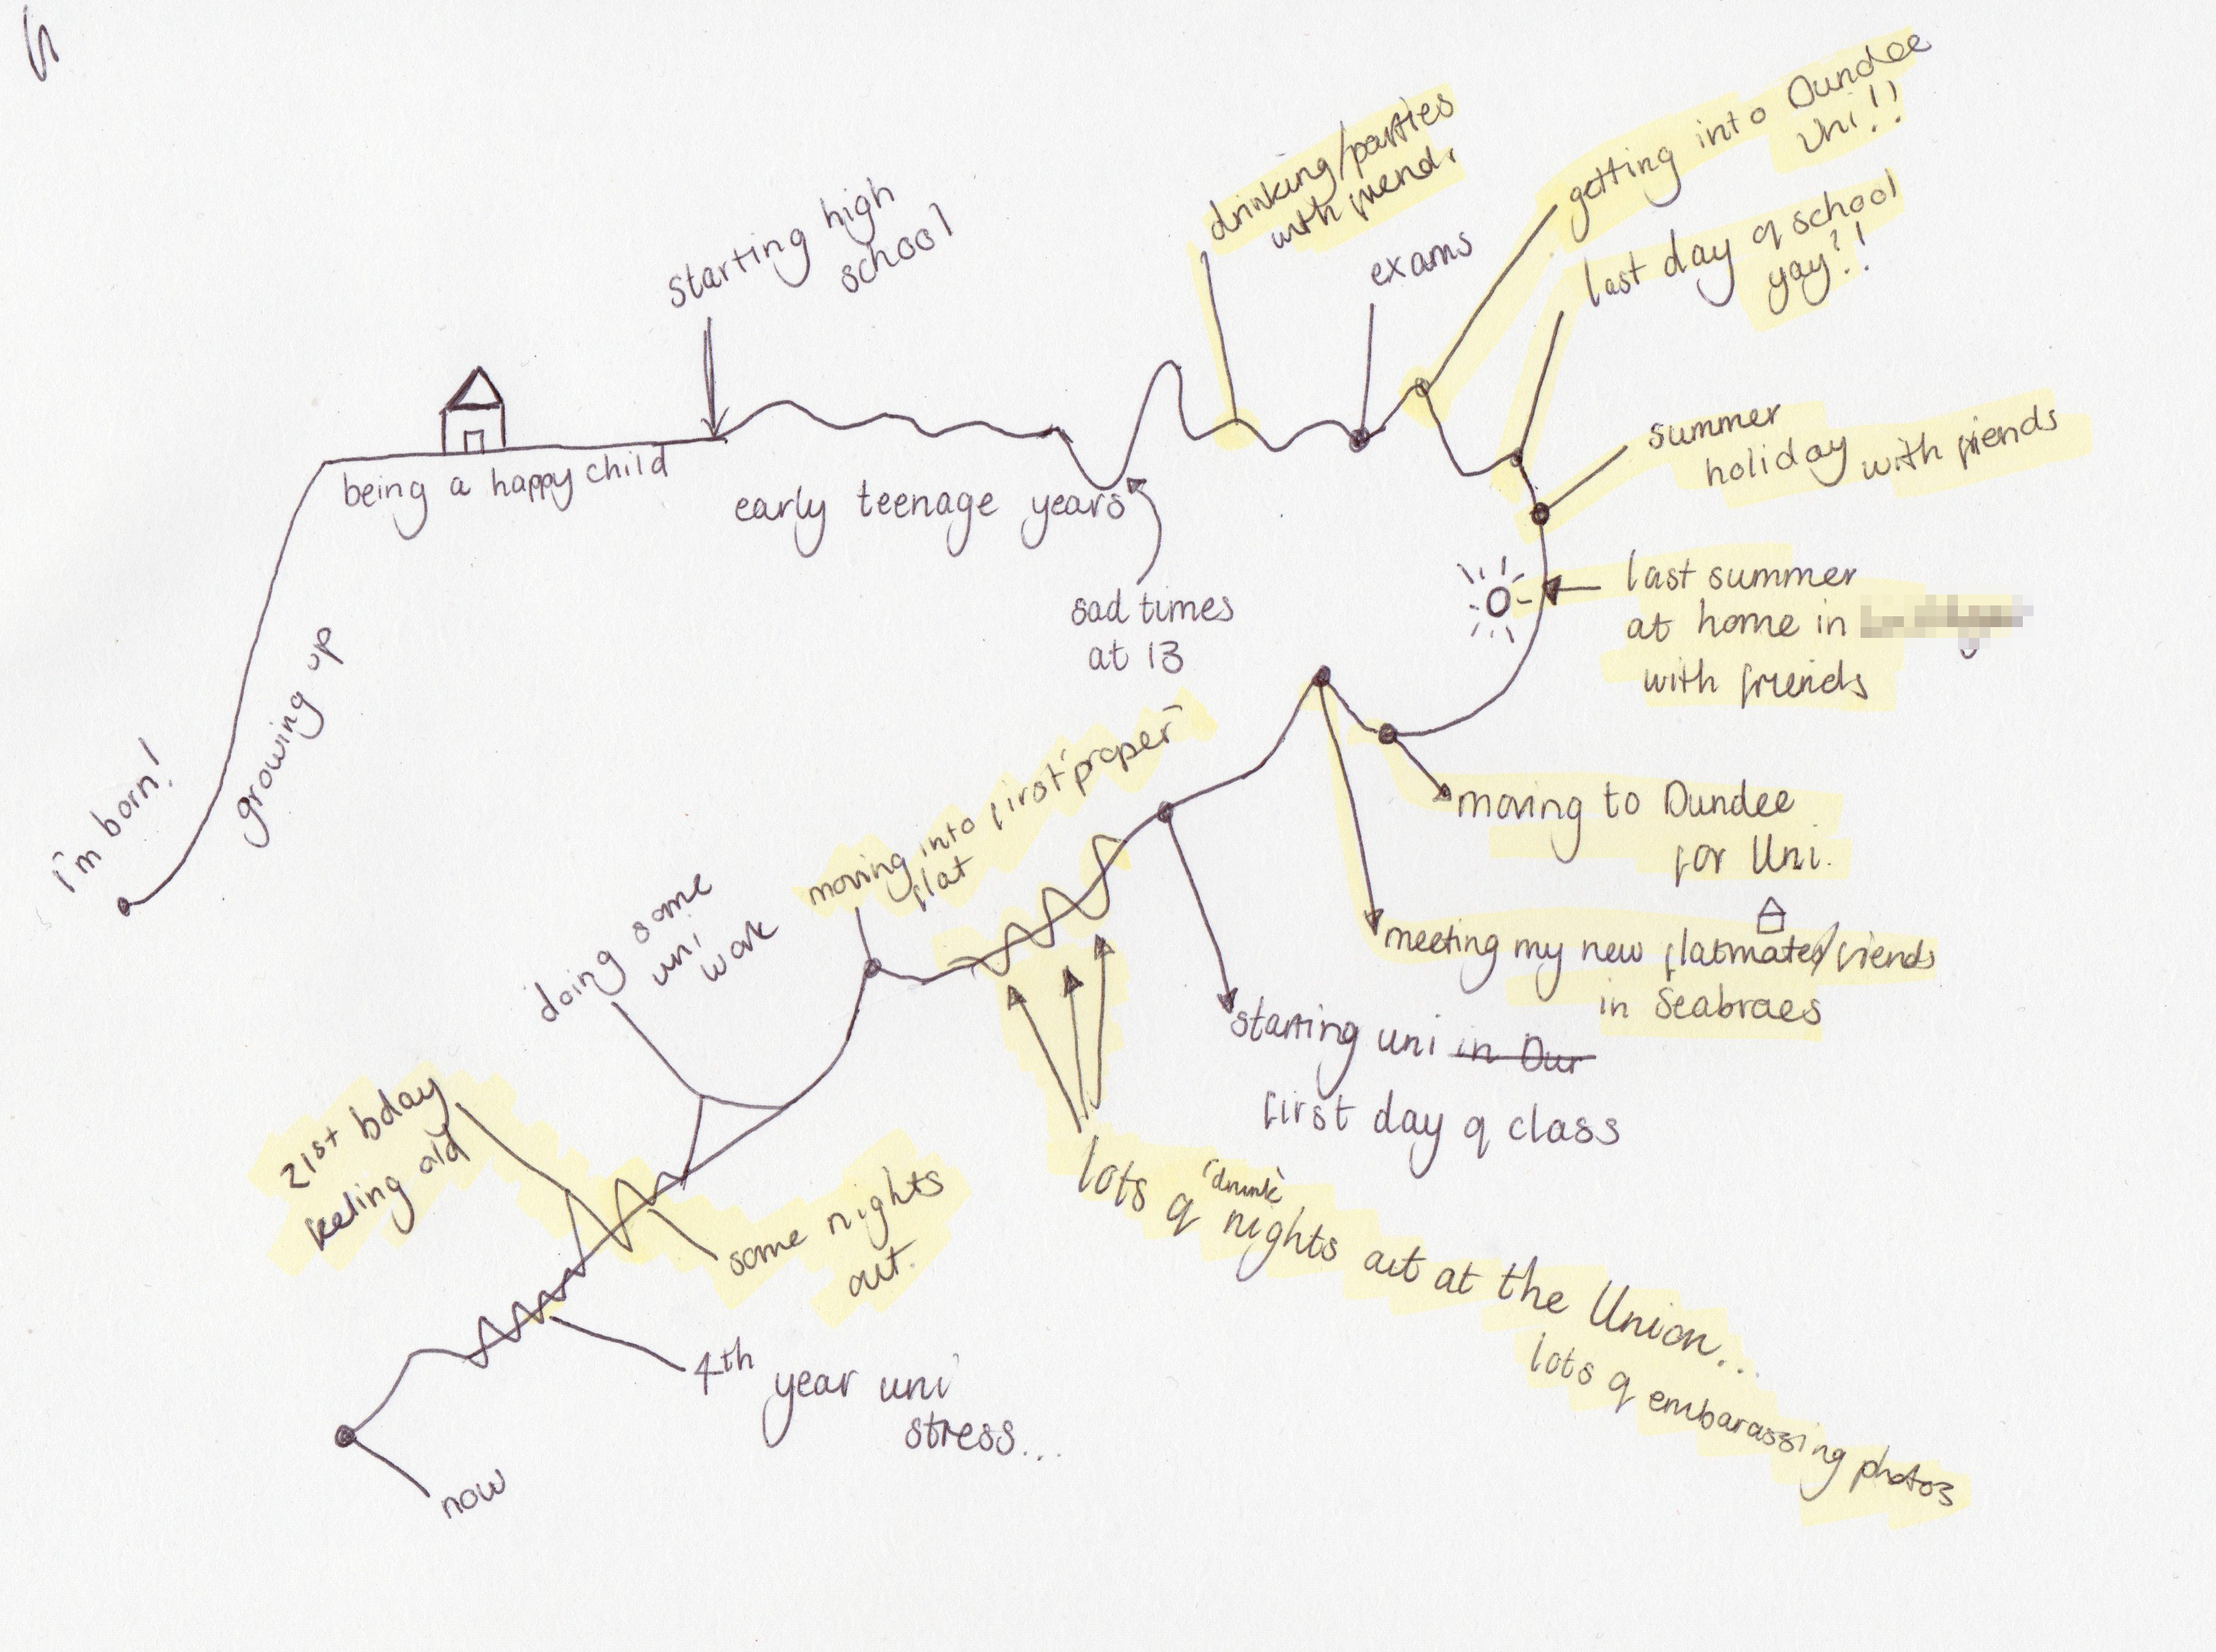 i'm born!
growing up
being a happy child
starting high
school
early teenage years
sad times
at 13
drinking/parties
with friends
exams
getting into Dundee
Uni!!
last day of school
yay?!
summer
holiday with friends
last summer
at home in
with friends
moving to Dundee
for Uni.
meeting my new flatmates/friends
in Seabraes
starting uni in Dur
first day of class
lots of 'drunk' nights out at the Union...
lots of embarassing photos
moving into first 'proper'
flat
doing some
uni
work
some nights
out.
21st bday
feeling old
4th year uni
stress...
now